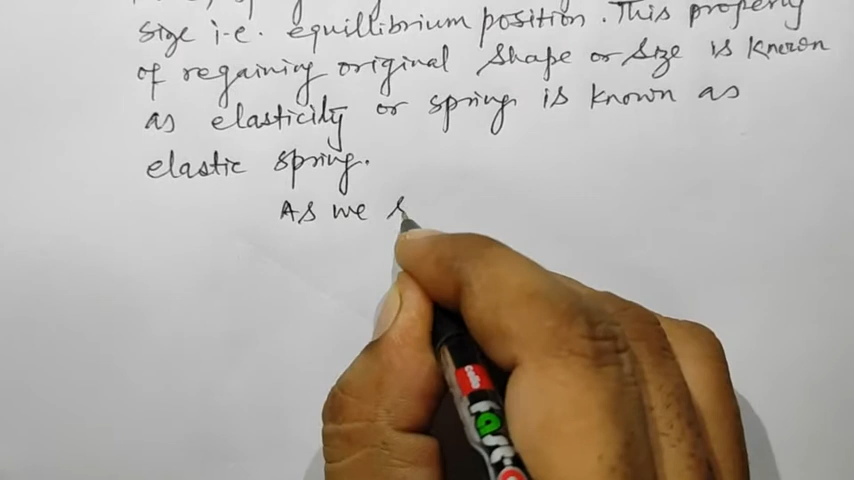 size i.e. equillibrium position. This property
of regaining original shape or size is known
as elasticity or spring is known as
elastic spring.
As we s
cello